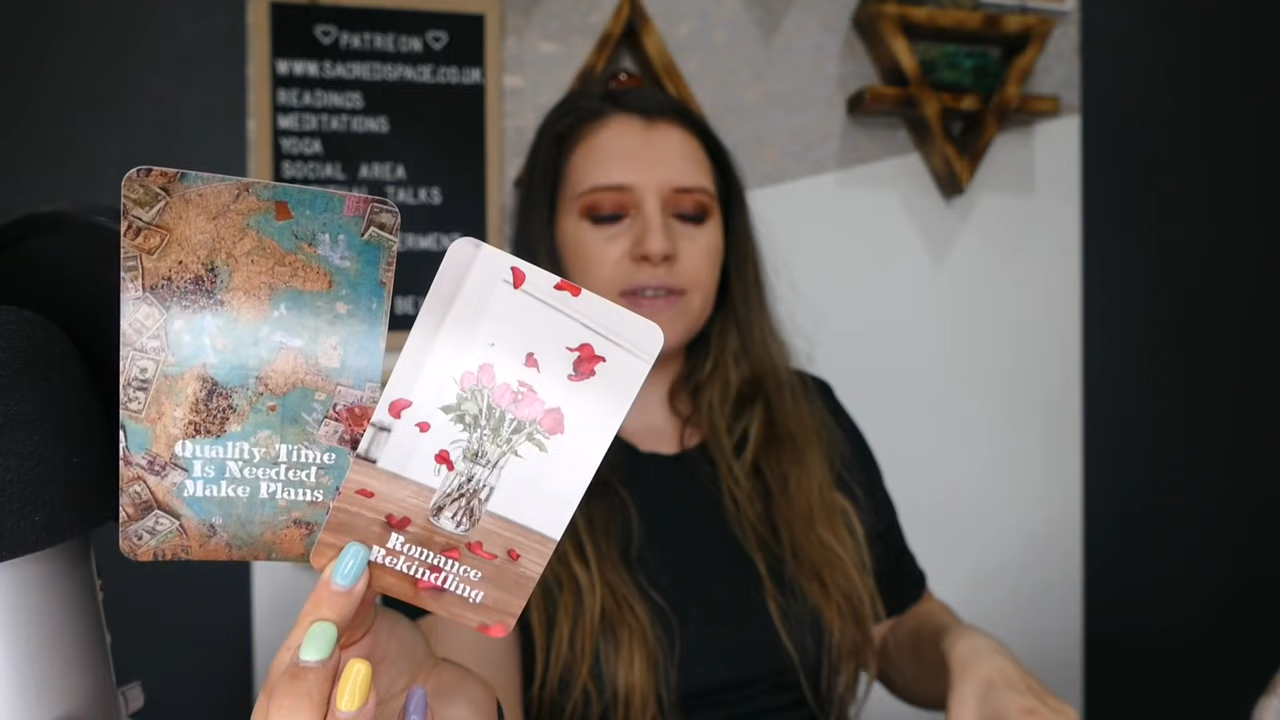 PATREON
WWW.SACREDSPACE.CO.UK
READINGS
MEDITATIONS
YOGA
SOCIAL AREA
TALKS
Quality Time
Is Needed
Make Plans
Romance
Rekindling